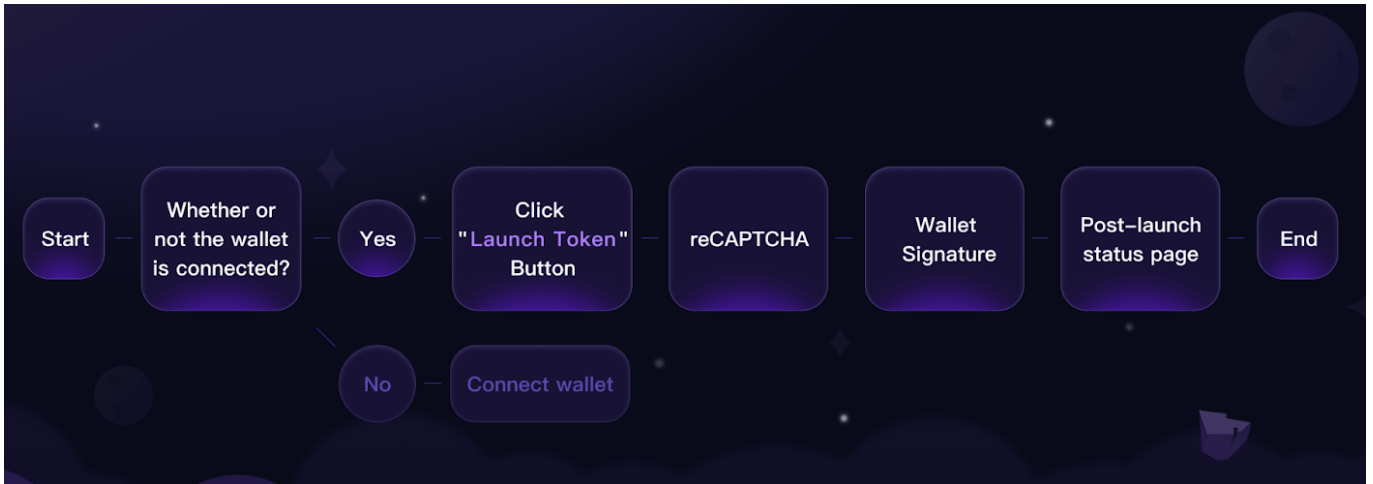 Start
Whether or
not the wallet
is connected?
Yes
Click
"Launch Token"
Button
reCAPTCHA
Wallet
Signature
Post-launch
status page
End
No
Connect wallet